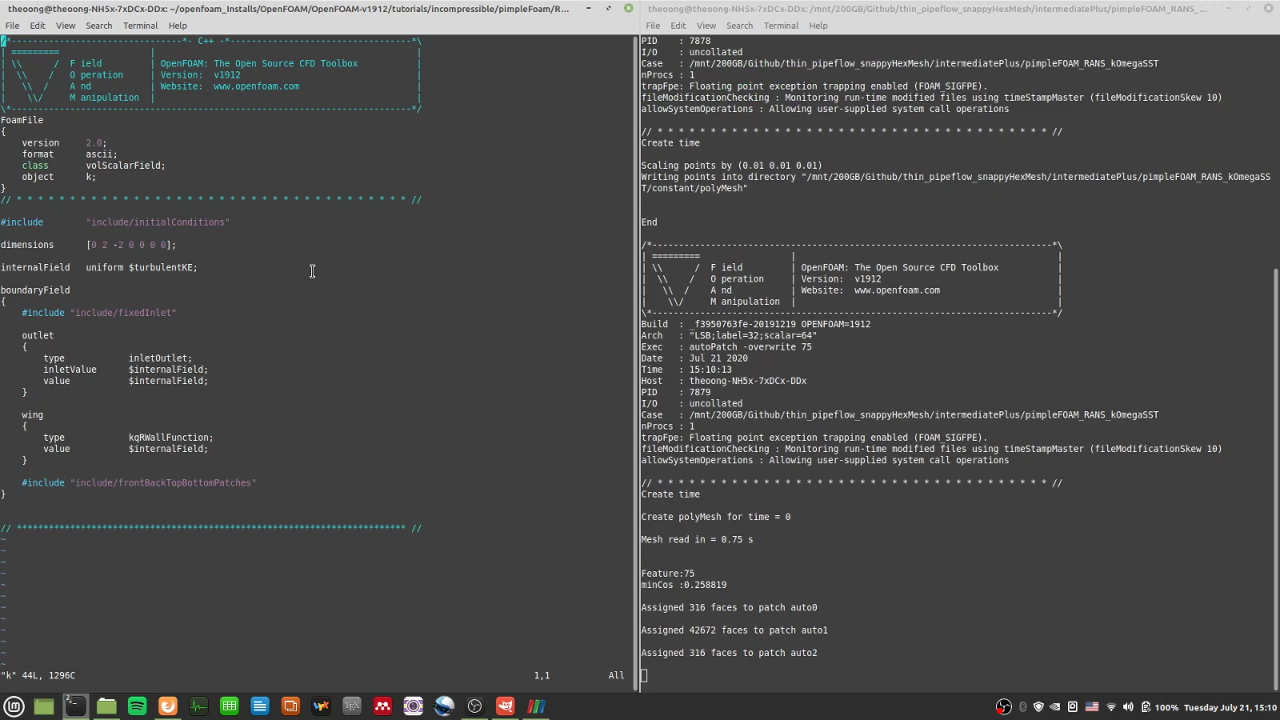 theoong@theoong-NH5x-7xDCx-DDx: ~/openfoam_Installs/OpenFOAM/OpenFOAM-v1912/tutorials/incompressible/pimpleFoam/R...
File Edit View Search Terminal Help
/*--------------------------------*- C++ -*----------------------------------*\
| =========                 |                                                 |
| \\      /  F ield         | OpenFOAM: The Open Source CFD Toolbox           |
|  \\    /   O peration     | Version:  v1912                                 |
|   \\  /    A nd           | Website:  www.openfoam.com                      |
|    \\/     M anipulation  |                                                 |
\*---------------------------------------------------------------------------*/
FoamFile
{
    version     2.0;
    format      ascii;
    class       volScalarField;
    object      k;
}
// * * * * * * * * * * * * * * * * * * * * * * * * * * * * * * * * * * * * * //
#include        "include/initialConditions"
dimensions      [0 2 -2 0 0 0 0];
internalField   uniform $turbulentKE;
boundaryField
{
    #include "include/fixedInlet"
    outlet
    {
        type            inletOutlet;
        inletValue      $internalField;
        value           $internalField;
    }
    wing
    {
        type            kqRWallFunction;
        value           $internalField;
    }
    #include "include/frontBackTopBottomPatches"
}
// ************************************************************************* //
~
~
~
~
~
~
~
~
~
~
~
~
"k" 44L, 1296C 1,1 All
theoong@theoong-NH5x-7xDCx-DDx: /mnt/200GB/Github/thin_pipeflow_snappyHexMesh/intermediatePlus/pimpleFOAM_RANS_...
File Edit View Search Terminal Help
PID    : 7878
I/O    : uncollated
Case   : /mnt/200GB/Github/thin_pipeflow_snappyHexMesh/intermediatePlus/pimpleFOAM_RANS_kOmegaSST
nProcs : 1
trapFpe: Floating point exception trapping enabled (FOAM_SIGFPE).
fileModificationChecking : Monitoring run-time modified files using timeStampMaster (fileModificationSkew 10)
allowSystemOperations : Allowing user-supplied system call operations
// * * * * * * * * * * * * * * * * * * * * * * * * * * * * * * * * * * * * * //
Create time
Scaling points by (0.01 0.01 0.01)
Writing points into directory "/mnt/200GB/Github/thin_pipeflow_snappyHexMesh/intermediatePlus/pimpleFOAM_RANS_kOmegaSS
T/constant/polyMesh"
End
/*---------------------------------------------------------------------------*\
| =========                 |                                                 |
| \\      /  F ield         | OpenFOAM: The Open Source CFD Toolbox           |
|  \\    /   O peration     | Version:  v1912                                 |
|   \\  /    A nd           | Website:  www.openfoam.com                      |
|    \\/     M anipulation  |                                                 |
\*---------------------------------------------------------------------------*/
Build  : _f3950763fe-20191219 OPENFOAM=1912
Arch   : "LSB;label=32;scalar=64"
Exec   : autoPatch -overwrite 75
Date   : Jul 21 2020
Time   : 15:10:13
Host   : theoong-NH5x-7xDCx-DDx
PID    : 7879
I/O    : uncollated
Case   : /mnt/200GB/Github/thin_pipeflow_snappyHexMesh/intermediatePlus/pimpleFOAM_RANS_kOmegaSST
nProcs : 1
trapFpe: Floating point exception trapping enabled (FOAM_SIGFPE).
fileModificationChecking : Monitoring run-time modified files using timeStampMaster (fileModificationSkew 10)
allowSystemOperations : Allowing user-supplied system call operations
// * * * * * * * * * * * * * * * * * * * * * * * * * * * * * * * * * * * * * //
Create time
Create polyMesh for time = 0
Mesh read in = 0.75 s
Feature:75
minCos :0.258819
Assigned 316 faces to patch auto0
Assigned 42672 faces to patch auto1
Assigned 316 faces to patch auto2
100% Tuesday July 21, 15:10